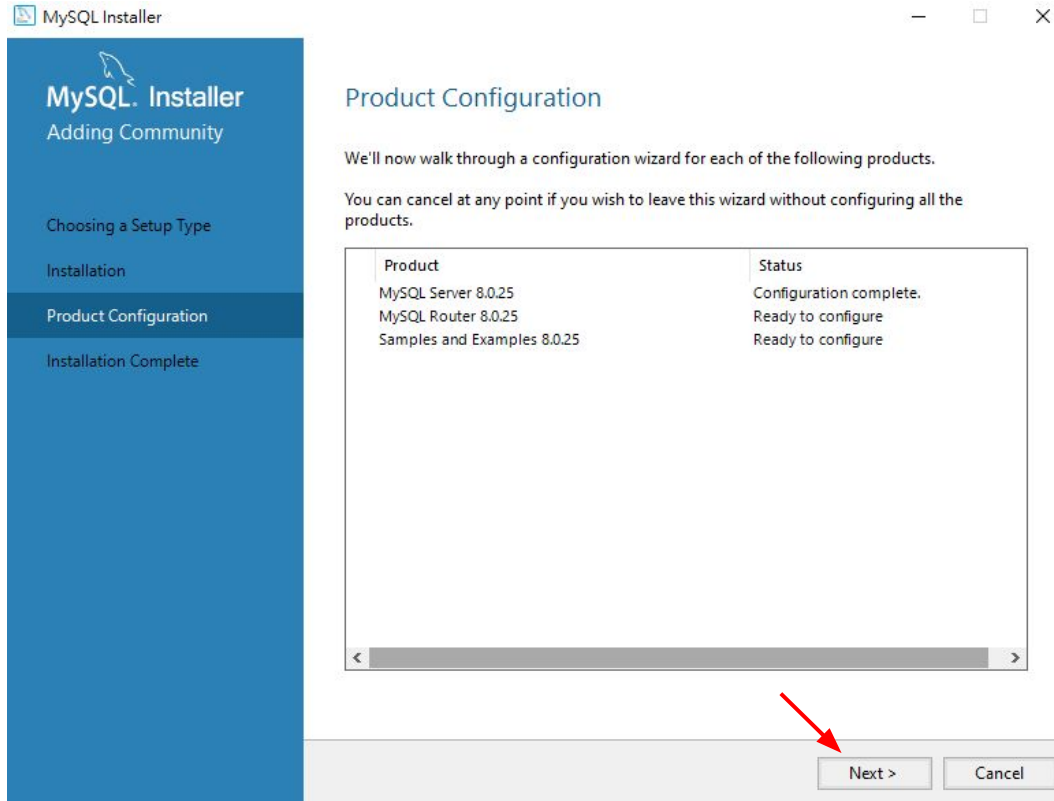 MySQL Installer
MySQL. Installer
Adding Community
Choosing a Setup Type
Installation
Product Configuration
Installation Complete
Product Configuration
We'll now walk through a configuration wizard for each of the following products.
You can cancel at any point if you wish to leave this wizard without configuring all the
products.
Product Status
MySQL Server 8.0.25 Configuration complete.
MySQL Router 8.0.25 Ready to configure
Samples and Examples 8.0.25 Ready to configure
Next > Cancel